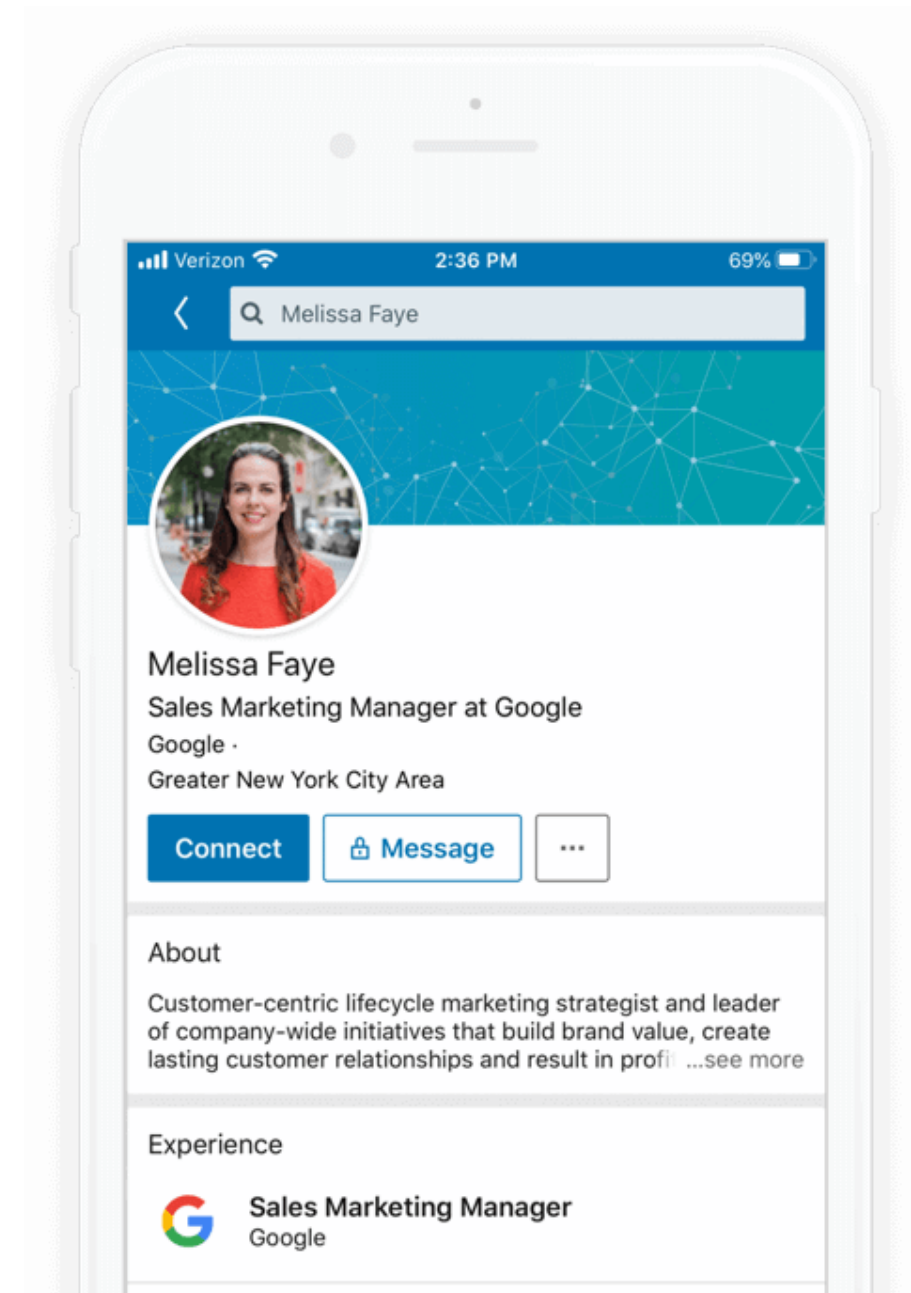 Verizon 2:36 PM 69%
Melissa Faye
Melissa Faye
Sales Marketing Manager at Google
Google ·
Greater New York City Area
Connect Message ...
About
Customer-centric lifecycle marketing strategist and leader
of company-wide initiatives that build brand value, create
lasting customer relationships and result in profi ...see more
Experience
Sales Marketing Manager
Google